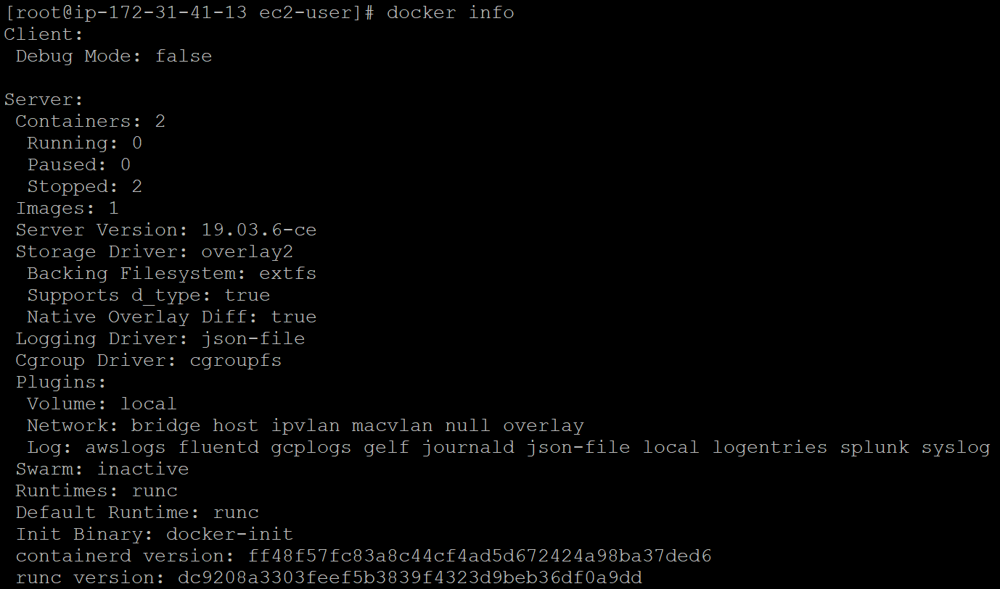 [root@ip-172-31-41-13 ec2-user]# docker info
Client:
 Debug Mode: false

Server:
 Containers: 2
  Running: 0
  Paused: 0
  Stopped: 2
 Images: 1
 Server Version: 19.03.6-ce
 Storage Driver: overlay2
  Backing Filesystem: extfs
  Supports d_type: true
  Native Overlay Diff: true
 Logging Driver: json-file
 Cgroup Driver: cgroupfs
 Plugins:
  Volume: local
  Network: bridge host ipvlan macvlan null overlay
  Log: awslogs fluentd gcplogs gelf journald json-file local logentries splunk syslog
 Swarm: inactive
 Runtimes: runc
 Default Runtime: runc
 Init Binary: docker-init
 containerd version: ff48f57fc83a8c44cf4ad5d672424a98ba37ded6
 runc version: dc9208a3303feef5b3839f4323d9beb36df0a9dd